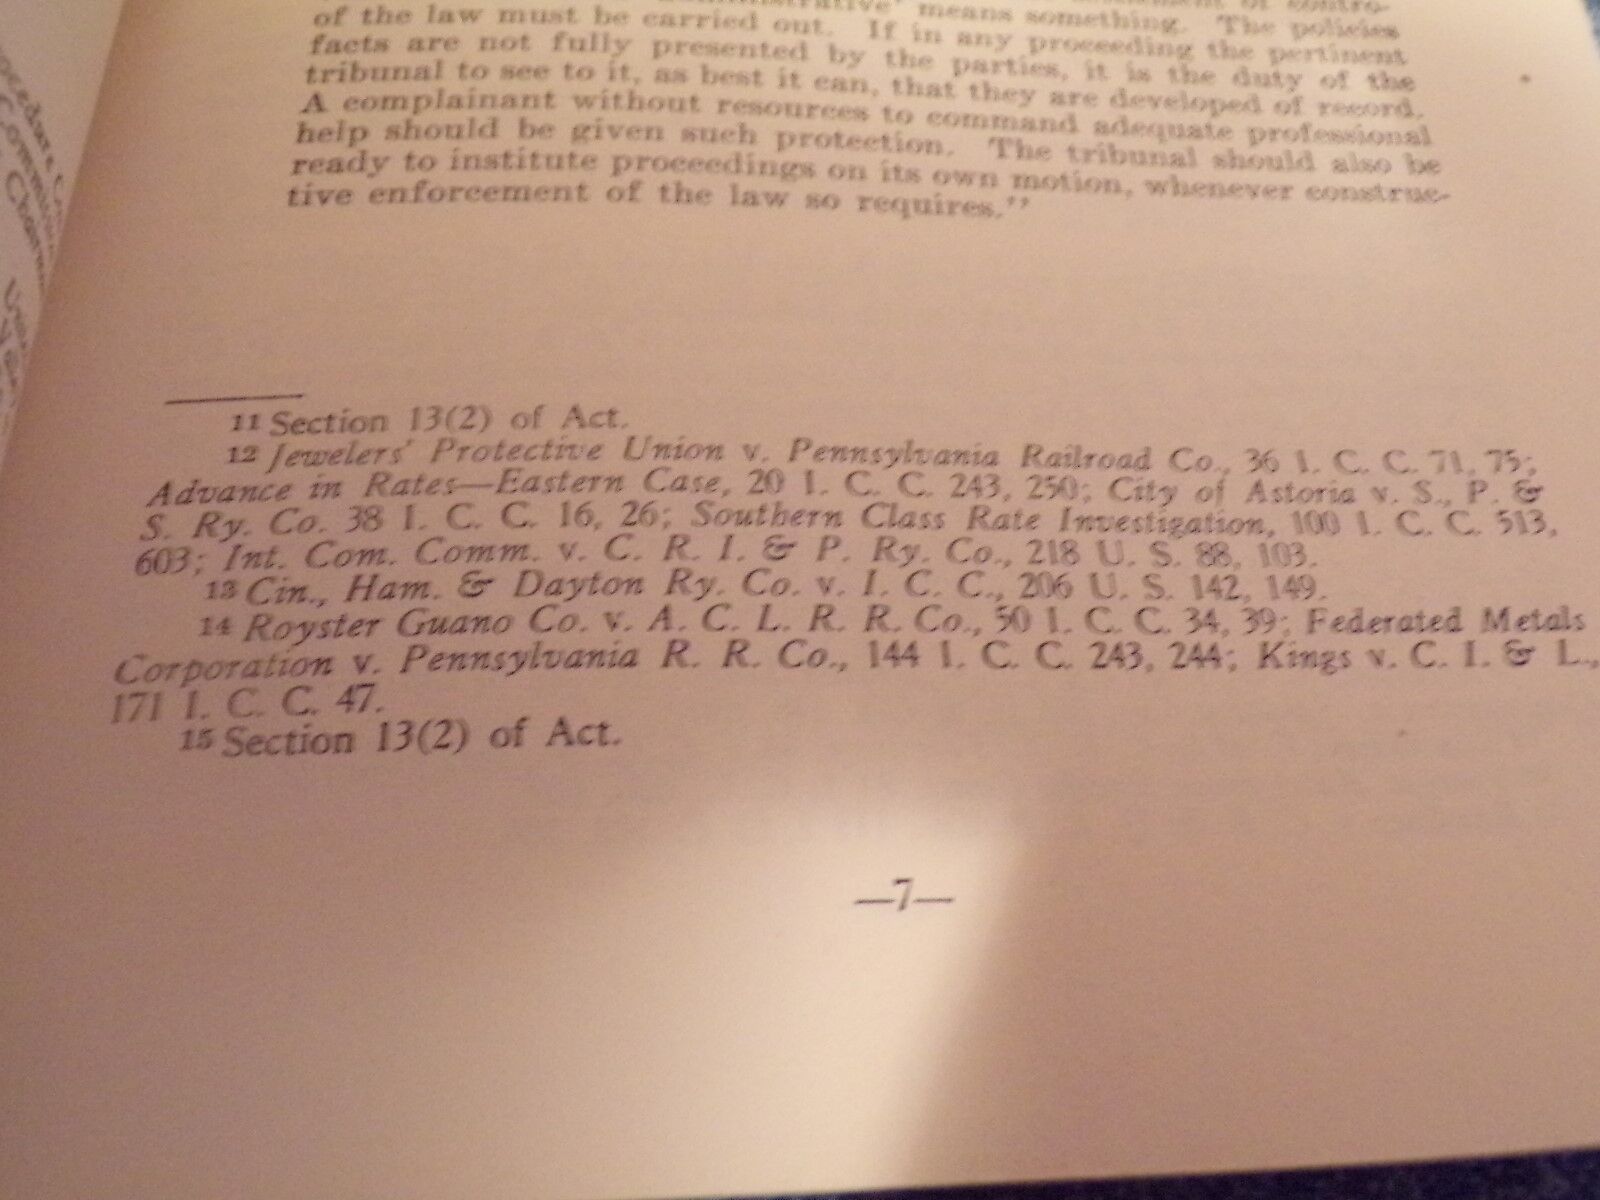 administrative' means something. The policies
of the law must be carried out. If in any proceeding the pertinent
facts are not fully presented by the parties, it is the duty of the
tribunal to see to it, as best it can, that they are developed of record.
A complainant without resources to command adequate professional
help should be given such protection. The tribunal should also be
ready to institute proceedings on its own motion, whenever construc-
tive enforcement of the law so requires."
11 Section 13(2) of Act.
12 Jewelers' Protective Union v. Pennsylvania Railroad Co., 36 I. C. C. 71, 75;
Advance in Rates—Eastern Case, 20 I. C. C. 243, 250; City of Astoria v. S., P. &
S. Ry. Co. 38 I. C. C. 16, 26; Southern Class Rate Investigation, 100 I. C. C. 513,
603; Int. Com. Comm. v. C. R. I. & P. Ry. Co., 218 U. S. 88, 103.
13 Cin., Ham. & Dayton Ry. Co. v. I. C. C., 206 U. S. 142, 149.
14 Royster Guano Co. v. A. C. L. R. R. Co., 50 I. C. C. 34, 39; Federated Metals
Corporation v. Pennsylvania R. R. Co., 144 I. C. C. 243, 244; Kings v. C. I. & L.,
171 I. C. C. 47.
15 Section 13(2) of Act.
—7—